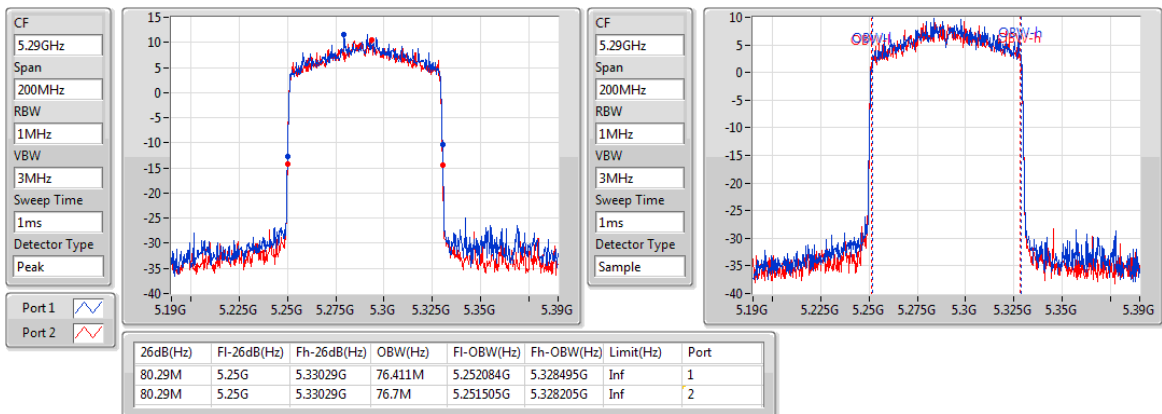 CF
5.29GHz
Span
200MHz
RBW
1MHz
VBW
3MHz
Sweep Time
1ms
Detector Type
Peak
Port 1
Port 2
15
10
5
0
-5
-10
-15
-20
-25
-30
-35
-40
5.19G 5.225G 5.25G 5.275G 5.3G 5.325G 5.35G 5.39G
CF
5.29GHz
Span
200MHz
RBW
1MHz
VBW
3MHz
Sweep Time
1ms
Detector Type
Sample
10
5
0
-5
-10
-15
-20
-25
-30
-35
-40
OBW-h
OBW-h
5.19G 5.225G 5.25G 5.275G 5.3G 5.325G 5.35G 5.39G
26dB(Hz) Fl-26dB(Hz) Fh-26dB(Hz) OBW(Hz) Fl-OBW(Hz) Fh-OBW(Hz) Limit(Hz) Port
80.29M 5.25G 5.33029G 76.411M 5.252084G 5.328495G Inf 1
80.29M 5.25G 5.33029G 76.7M 5.251505G 5.328205G Inf 2